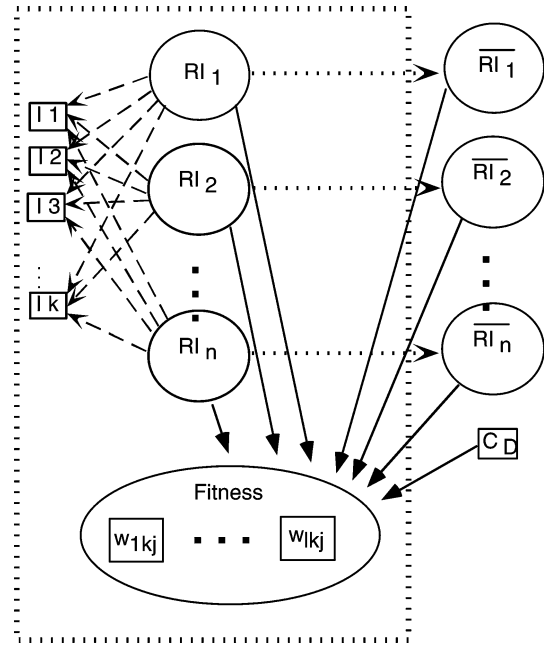 RI 1
RI 1
I 1
I 2
RI 2
RI 2
I 3
I k
RI n
RI n
C D
Fitness
w1kj
wlkj